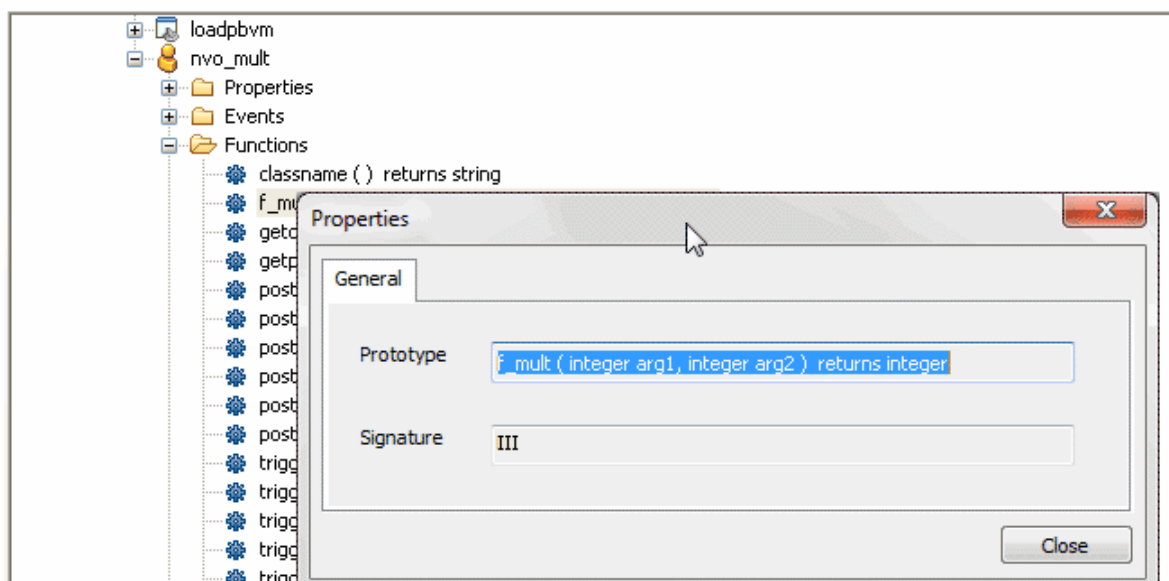 loadpbvm
nvo_mult
Properties
Events
Functions
classname ( ) returns string
Properties
General
Prototype
f_mult ( integer arg1, integer arg2 ) returns integer
Signature
III
Close